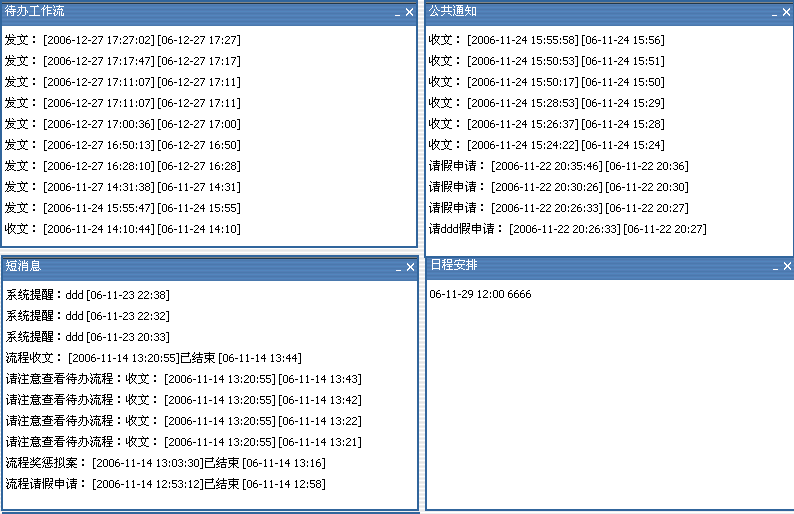 待办工作流
发文： [2006-12-27 17:27:02] [06-12-27 17:27]
发文： [2006-12-27 17:17:47] [06-12-27 17:17]
发文： [2006-12-27 17:11:07] [06-12-27 17:11]
发文： [2006-12-27 17:11:07] [06-12-27 17:11]
发文： [2006-12-27 17:00:36] [06-12-27 17:00]
发文： [2006-12-27 16:50:13] [06-12-27 16:50]
发文： [2006-12-27 16:28:10] [06-12-27 16:28]
发文： [2006-11-27 14:31:38] [06-11-27 14:31]
发文： [2006-11-24 15:55:47] [06-11-24 15:55]
收文： [2006-11-24 14:10:44] [06-11-24 14:10]
公共通知
收文： [2006-11-24 15:55:58] [06-11-24 15:56]
收文： [2006-11-24 15:50:53] [06-11-24 15:51]
收文： [2006-11-24 15:50:17] [06-11-24 15:50]
收文： [2006-11-24 15:28:53] [06-11-24 15:29]
收文： [2006-11-24 15:26:37] [06-11-24 15:28]
收文： [2006-11-24 15:24:22] [06-11-24 15:24]
请假申请： [2006-11-22 20:35:46] [06-11-22 20:36]
请假申请： [2006-11-22 20:30:26] [06-11-22 20:30]
请假申请： [2006-11-22 20:26:33] [06-11-22 20:27]
请ddd假申请： [2006-11-22 20:26:33] [06-11-22 20:27]
短消息
系统提醒：ddd [06-11-23 22:38]
系统提醒：ddd [06-11-23 22:32]
系统提醒：ddd [06-11-23 20:33]
流程收文： [2006-11-14 13:20:55]已结束 [06-11-14 13:44]
请注意查看待办流程：收文： [2006-11-14 13:20:55] [06-11-14 13:43]
请注意查看待办流程：收文： [2006-11-14 13:20:55] [06-11-14 13:42]
请注意查看待办流程：收文： [2006-11-14 13:20:55] [06-11-14 13:22]
请注意查看待办流程：收文： [2006-11-14 13:20:55] [06-11-14 13:21]
流程奖惩拟案： [2006-11-14 13:03:30]已结束 [06-11-14 13:16]
流程请假申请： [2006-11-14 12:53:12]已结束 [06-11-14 12:58]
日程安排
06-11-29 12:00 6666